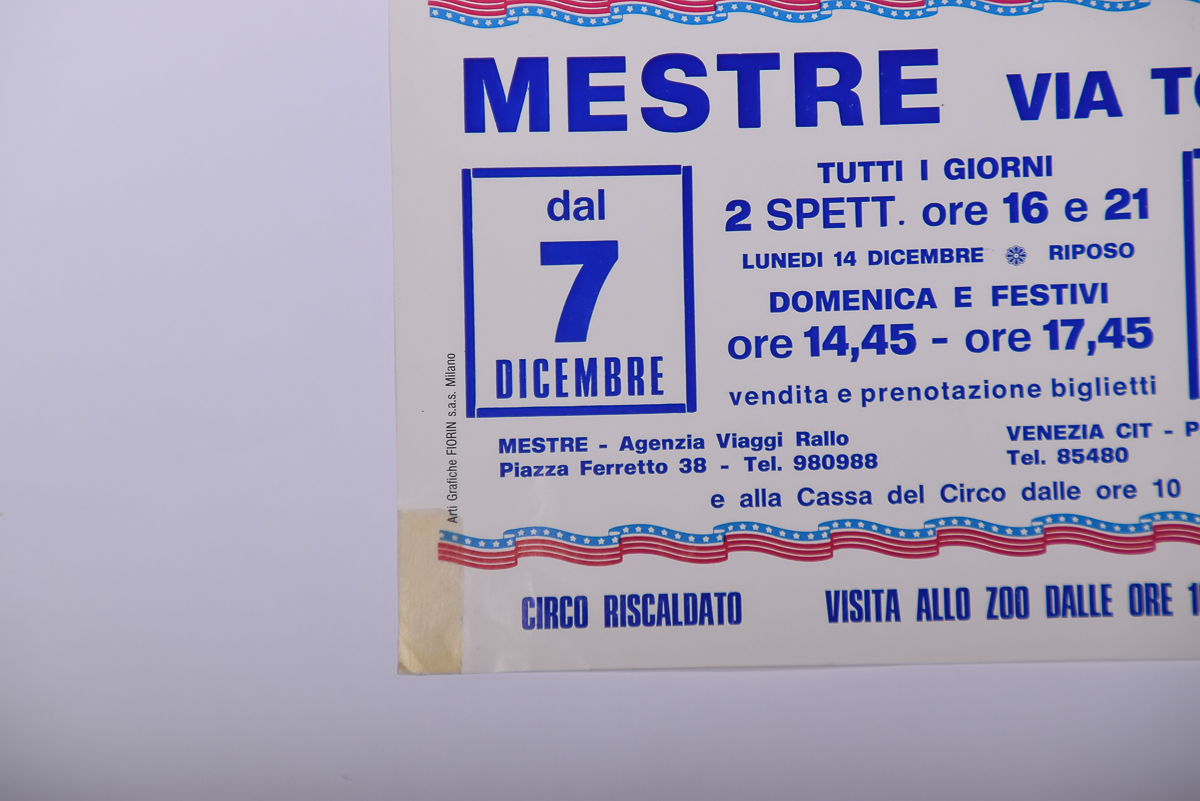 MESTRE VIA
dal
7
DICEMBRE
TUTTI I GIORNI
2 SPETT. ore 16 e 21
LUNEDI 14 DICEMBRE RIPOSO
DOMENICA E FESTIVI
ore 14,45 - ore 17,45
vendita e prenotazione biglietti
MESTRE - Agenzia Viaggi Rallo
Piazza Ferretto 38 - Tel. 980988
VENEZIA CIT -
Tel. 85480
e alla Cassa del Circo dalle ore 10
CIRCO RISCALDATO
VISITA ALLO ZOO DALLE ORE
Arti Grafiche FIORIN s.a.s. Milano